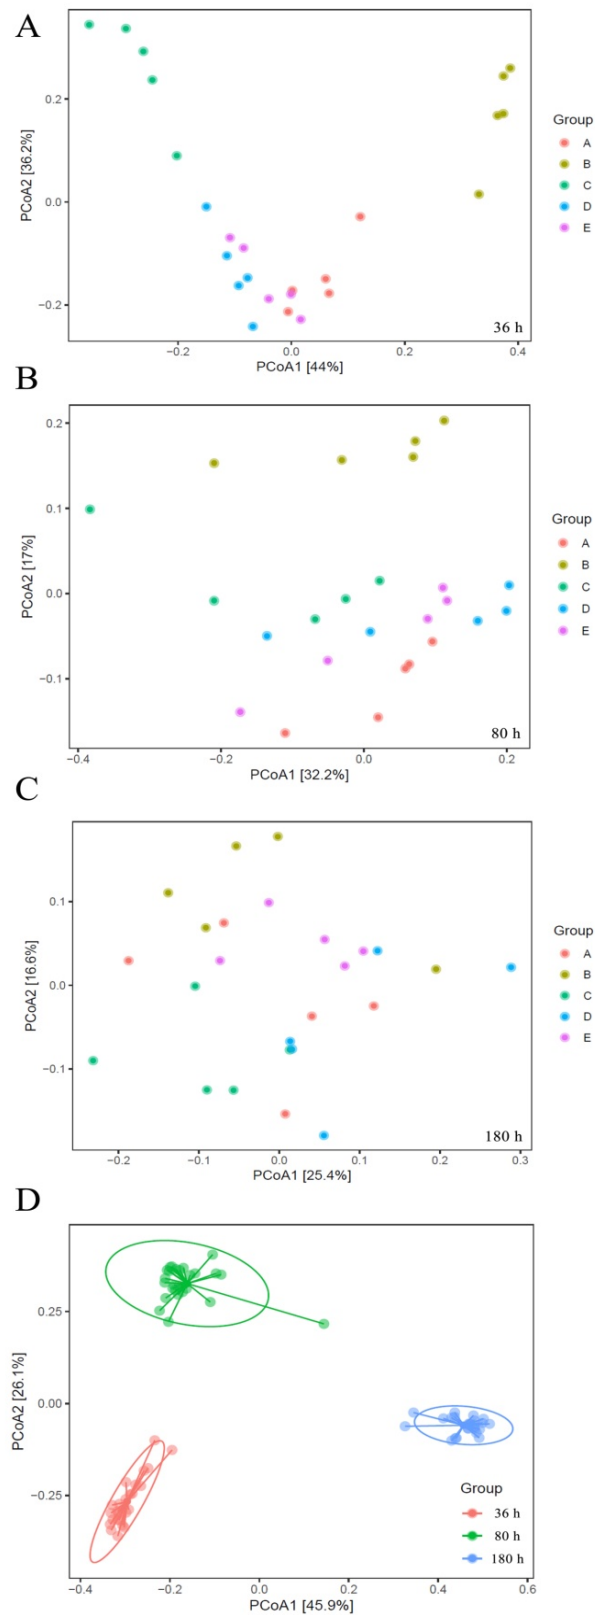 A
PCoA2 [36.2%]
0.2
0.0
−0.2
−0.2
0.0
0.2
0.4
PCoA1 [44%]
36 h
Group
A
B
C
D
E
B
PCoA2 [17%]
0.2
0.1
0.0
−0.1
−0.4
−0.2
0.0
0.2
PCoA1 [32.2%]
80 h
Group
A
B
C
D
E
C
PCoA2 [16.6%]
0.1
0.0
−0.1
−0.2
−0.1
0.0
0.1
0.2
0.3
PCoA1 [25.4%]
180 h
Group
A
B
C
D
E
D
PCoA2 [26.1%]
0.25
0.00
−0.25
−0.4
−0.2
0.0
0.2
0.4
0.6
PCoA1 [45.9%]
Group
36 h
80 h
180 h